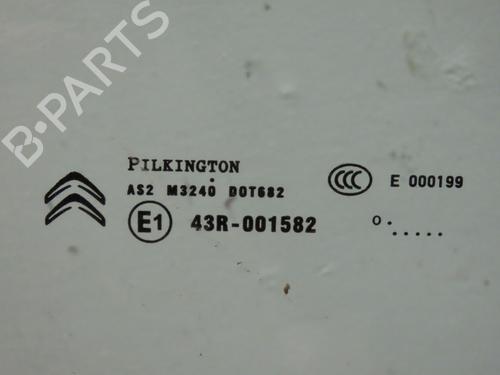 B-PARTS
PILKINGTON
AS2 M3240 DOT682
E1 43R-001582
CCC E 000199